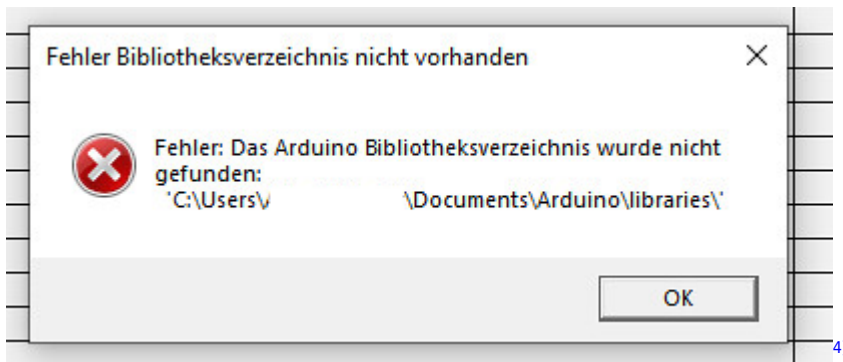 Fehler Bibliotheksverzeichnis nicht vorhanden
Fehler: Das Arduino Bibliotheksverzeichnis wurde nicht
gefunden:
'C:\Users\ \Documents\Arduino\libraries\'
OK
4